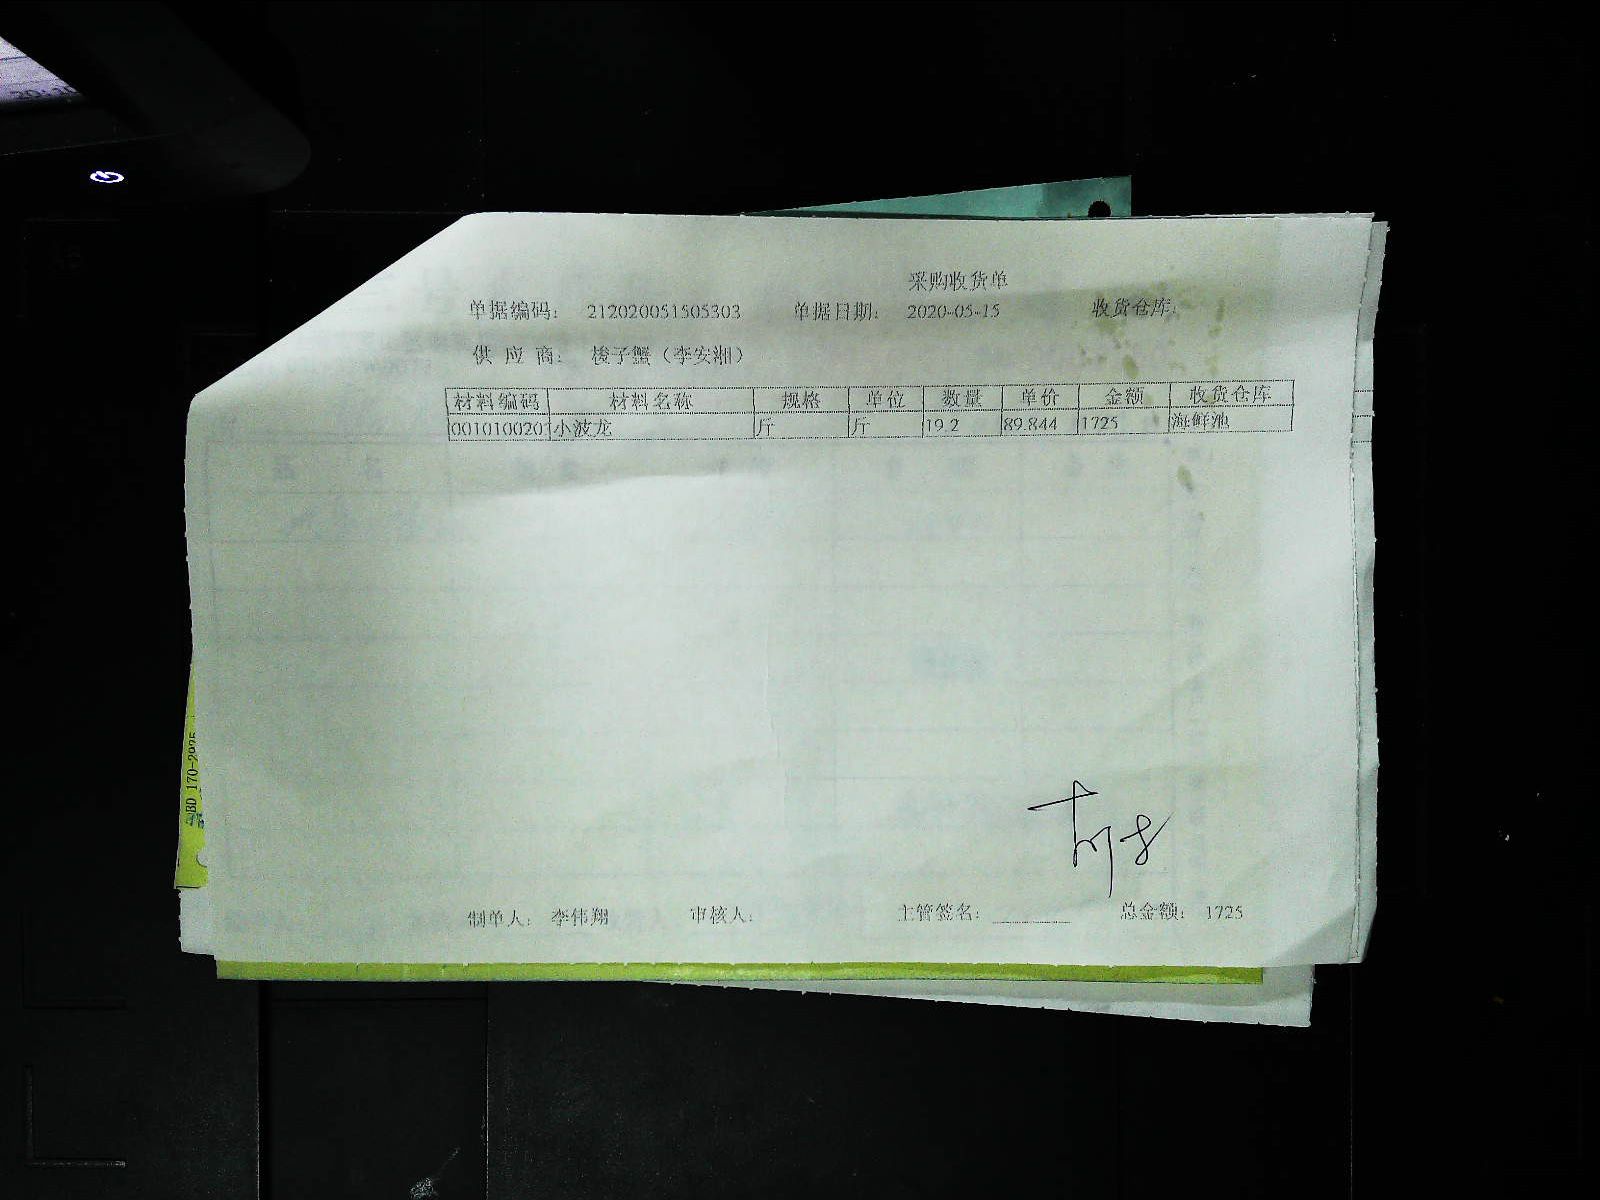 采购收货单
单据编码： 212020051505303 单据日期： 2020-05-15 收货仓库:
供 应 商： 梭子蟹（李安湘）
材料编码 材料名称 规格 单位 数量 单价 金额 收货仓库
001010020 小波龙 斤 斤 19.2 89.844 1725 海鲜池
制单人： 李伟翔 审核人: 主管签名: 总金额： 1725
170-2935